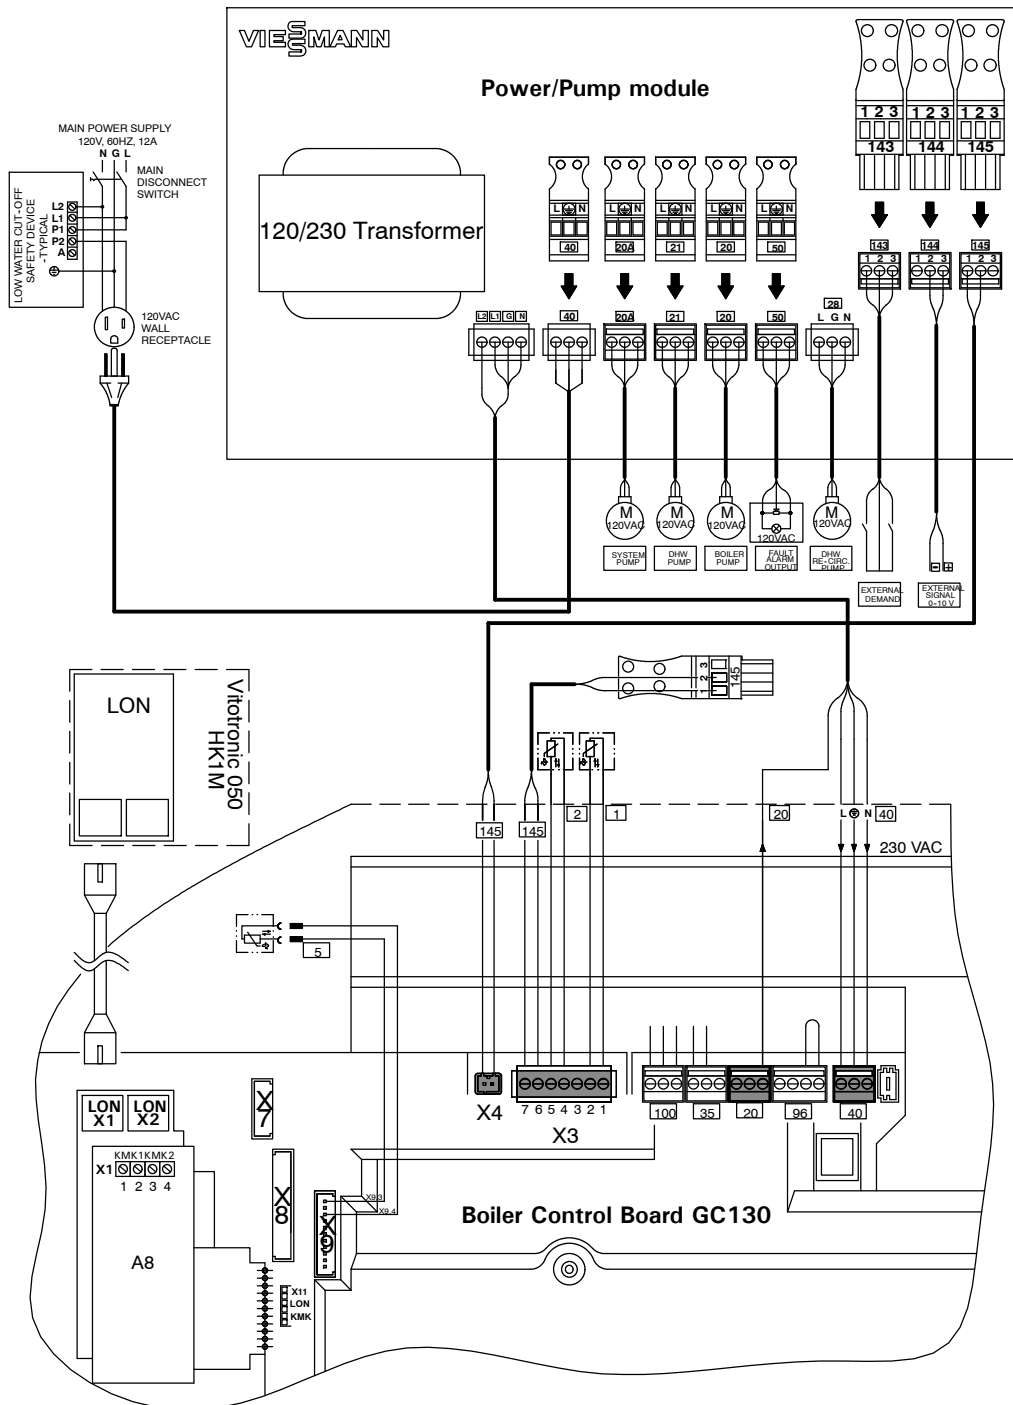 VIESSMANN
Power/Pump module
MAIN POWER SUPPLY
120V, 60HZ, 12A
N G L
MAIN
DISCONNECT
SWITCH
LOW WATER CUT-OFF
SAFETY DEVICE
-TYPICAL
L2
L1
P1
P2
A
120VAC
WALL
RECEPTACLE
120/230 Transformer
1 2 3
143
1 2 3
144
1 2 3
145
L N
40
L N
20A
L N
21
L N
20
L N
50
L2 L1 G N
40
20A
21
20
50
28
L G N
143
1 2 3
144
1 2 3
145
1 2 3
M
120VAC
M
120VAC
M
120VAC
120VAC
M
120VAC
SYSTEM
PUMP
DHW
PUMP
BOILER
PUMP
FAULT
ALARM
OUTPUT
DHW
RE-CIRC.
PUMP
EXTERNAL
DEMAND
EXTERNAL
SIGNAL
0-10 V
LON
Vitotronic 050
HK1M
1 2 3
145
145
145
2
1
20
L N
40
230 VAC
5
X4
7 6 5 4 3 2 1
X3
100
35
20
96
40
LON
X1
LON
X2
X7
KMK1 KMK2
X1
1 2 3 4
X8
X9
X9.3
X9.4
A8
X11
LON
KMK
Boiler Control Board GC130